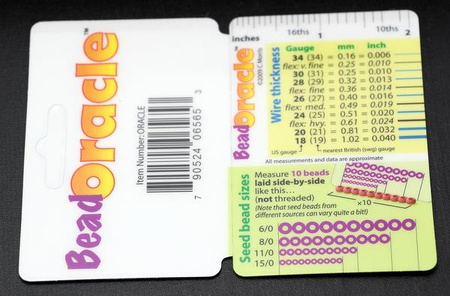 BeadOracle™
Item Number: ORACLE
7 90524 06565 3
inches
16ths 1 10ths 2
BeadOracle™
©2009 C Morris
Wire thickness
Gauge mm inch
34 (34) = 0.16 = 0.006
flex: v. fine = 0.25 = 0.010
30 (31) = 0.25 = 0.010
28 (29) = 0.32 = 0.013
flex: fine = 0.36 = 0.014
26 (27) = 0.40 = 0.016
flex: med. = 0.49 = 0.019
24 (25) = 0.51 = 0.020
flex: hvy. = 0.61 = 0.024
20 (21) = 0.81 = 0.032
18 (19) = 1.02 = 0.040
US gauge nearest British (swg) gauge
All measurements and data are approximate
Seed bead sizes
Measure 10 beads
laid side-by-side
like this...
(not threaded)
(Note that seed beads from
different sources can vary quite a bit!)
×10
6/0
8/0
11/0
15/0